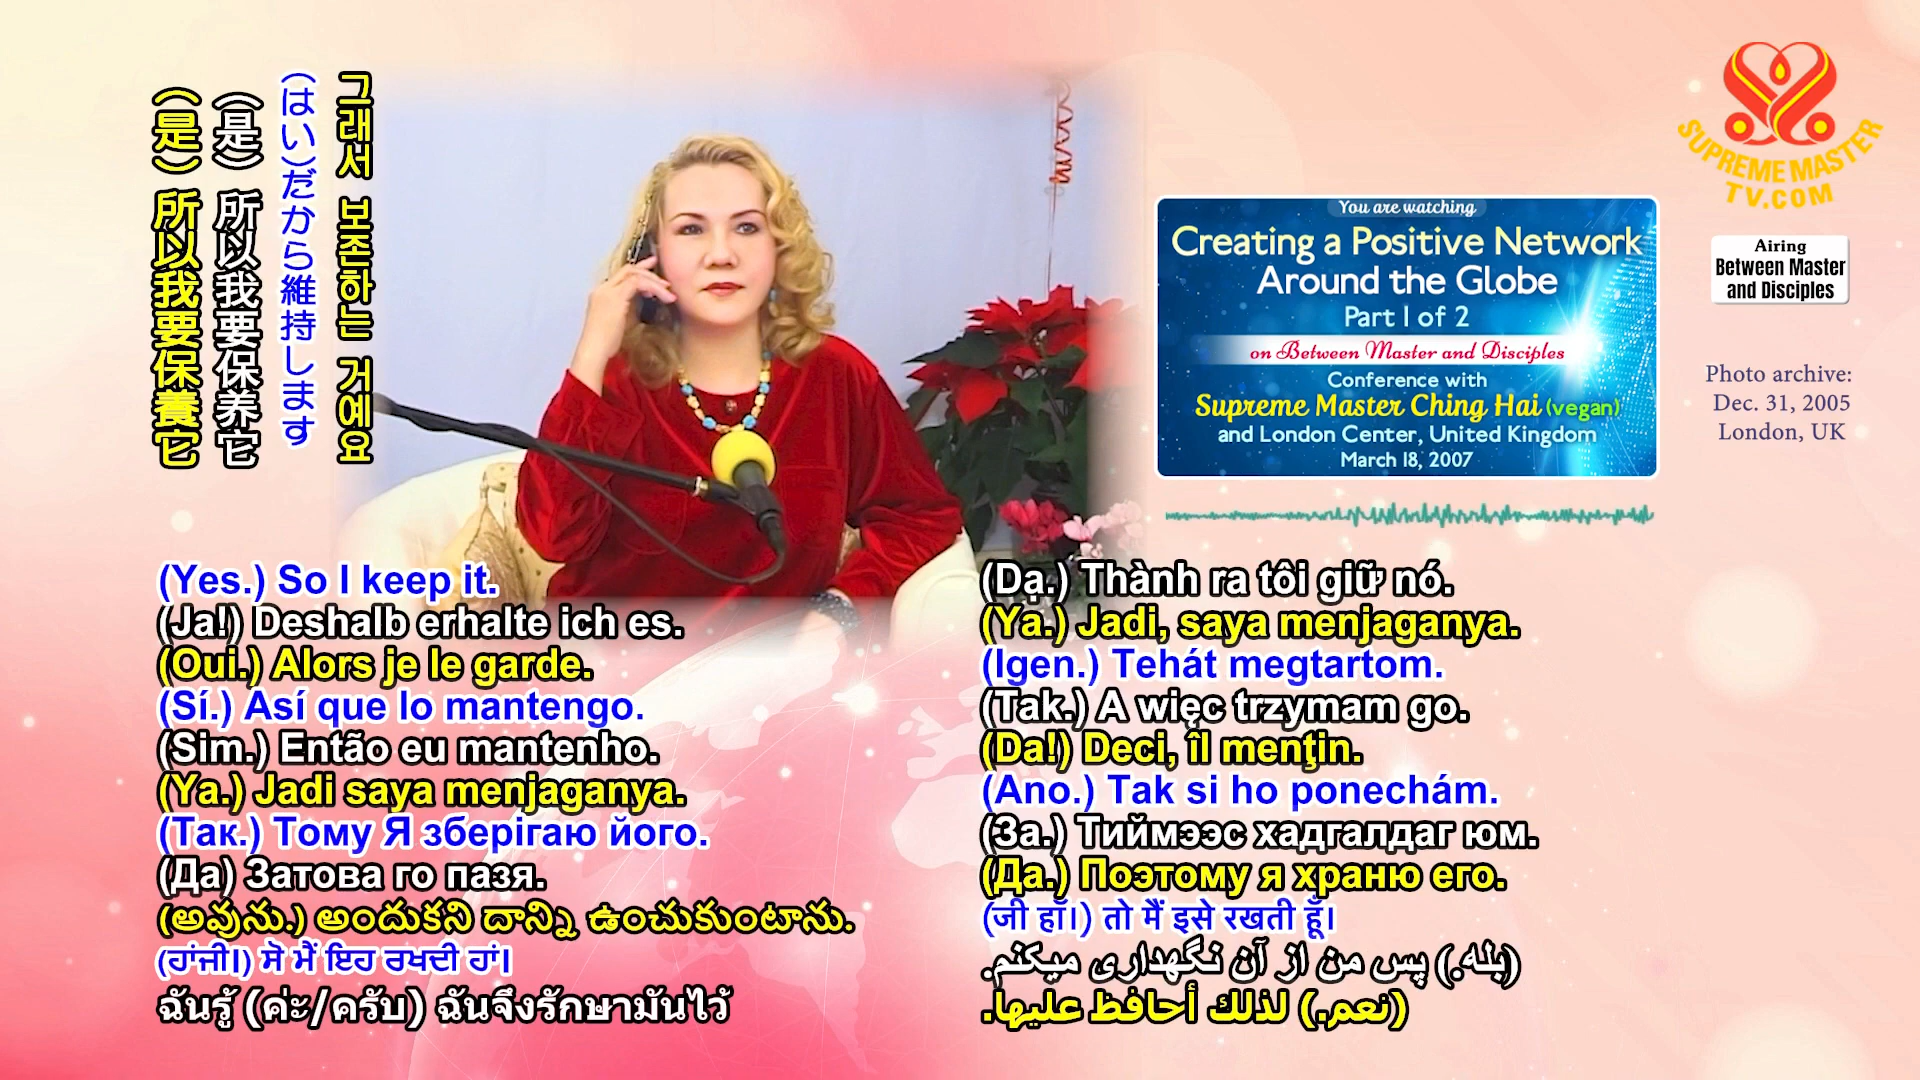 그래서 보존하는 거예요
(はい)だから維持します
(是) 所以我要保养它
(是) 所以我要保養它
SUPREME MASTER
TV.COM
Airing
Between Master
and Disciples
Photo archive:
Dec. 31, 2005
London, UK
You are watching
Creating a Positive Network
Around the Globe
Part 1 of 2
on Between Master and Disciples
Conference with
Supreme Master Ching Hai (vegan)
and London Center, United Kingdom
March 18, 2007
(Yes.) So I keep it.
(Ja!) Deshalb erhalte ich es.
(Oui.) Alors je le garde.
(Sí.) Así que lo mantengo.
(Sim.) Então eu mantenho.
(Ya.) Jadi saya menjaganya.
(Так.) Тому Я зберігаю його.
(Да) Затова го пазя.
(అవును.) అందుకని దాన్ని ఉంచుకుంటాను.
(ਹਾਂਜੀ।) ਸੋ ਮੈਂ ਇਹ ਰਖਦੀ ਹਾਂ।
ฉันรู้ (ค่ะ/ครับ) ฉันจึงรักษามันไว้
(Dạ.) Thành ra tôi giữ nó.
(Ya.) Jadi, saya menjaganya.
(Igen.) Tehát megtartom.
(Tak.) A więc trzymam go.
(Da!) Deci, îl menţin.
(Ano.) Tak si ho ponechám.
(За.) Тиймээс хадгалдаг юм.
(Да.) Поэтому я храню его.
(जी हाँ।) तो मैं इसे रखती हूँ।
(بله.) پس من از آن نگهداری میکنم.
(نعم.) لذلك أحافظ عليها.